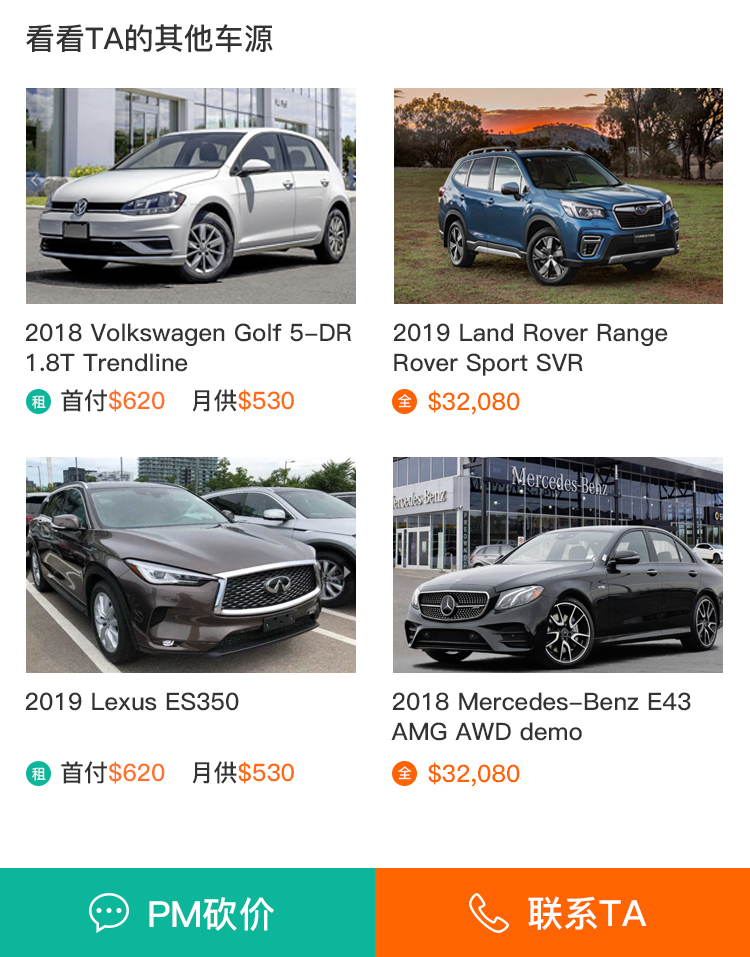 看看TA的其他车源
2018 Volkswagen Golf 5-DR
1.8T Trendline
租 首付$620 月供$530
2019 Land Rover Range
Rover Sport SVR
全 $32,080
Mercedes-Benz
2019 Lexus ES350
租 首付$620 月供$530
2018 Mercedes-Benz E43
AMG AWD demo
全 $32,080
PM砍价
联系TA